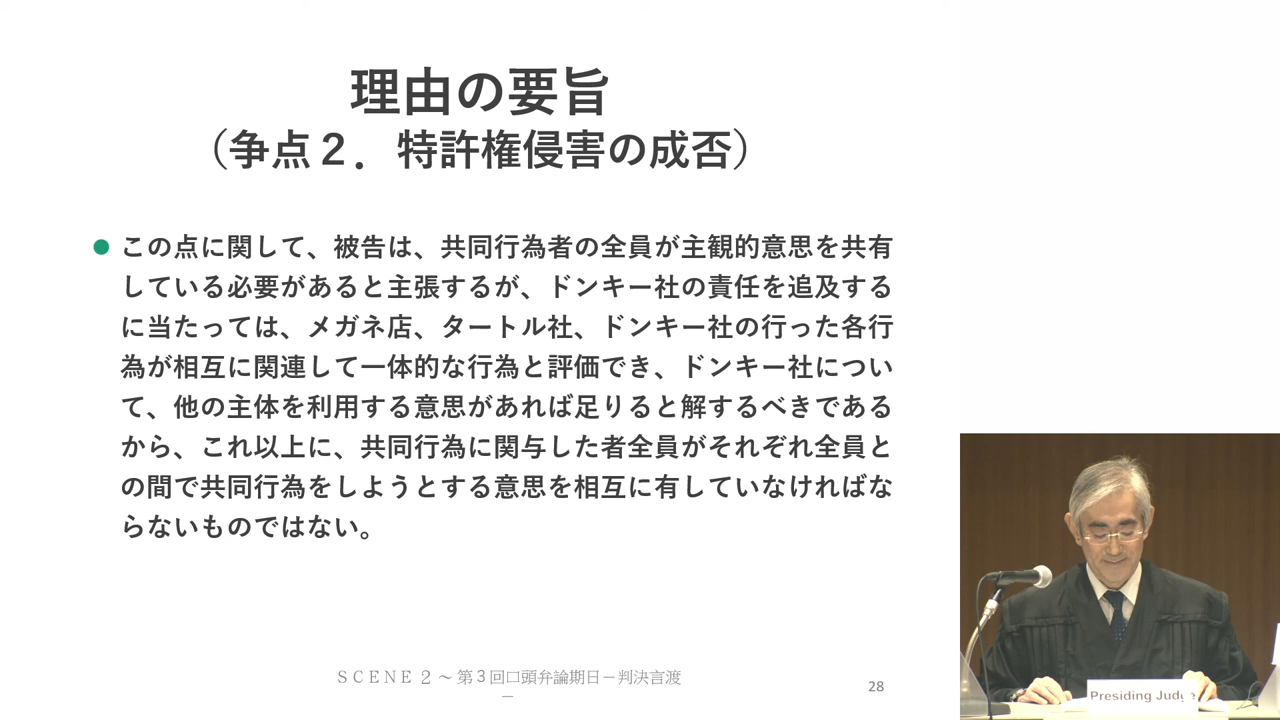 理由の要旨
（争点２．特許権侵害の成否）
● この点に関して、被告は、共同行為者の全員が主観的意思を共有
している必要があると主張するが、ドンキー社の責任を追及する
に当たっては、メガネ店、タートル社、ドンキー社の行った各行
為が相互に関連して一体的な行為と評価でき、ドンキー社につい
て、他の主体を利用する意思があれば足りると解するべきである
から、これ以上に、共同行為に関与した者全員がそれぞれ全員と
の間で共同行為をしようとする意思を相互に有していなければな
らないものではない。
ＳＣＥＮＥ２～第３回口頭弁論期日－判決言渡
－
28
Presiding Judge